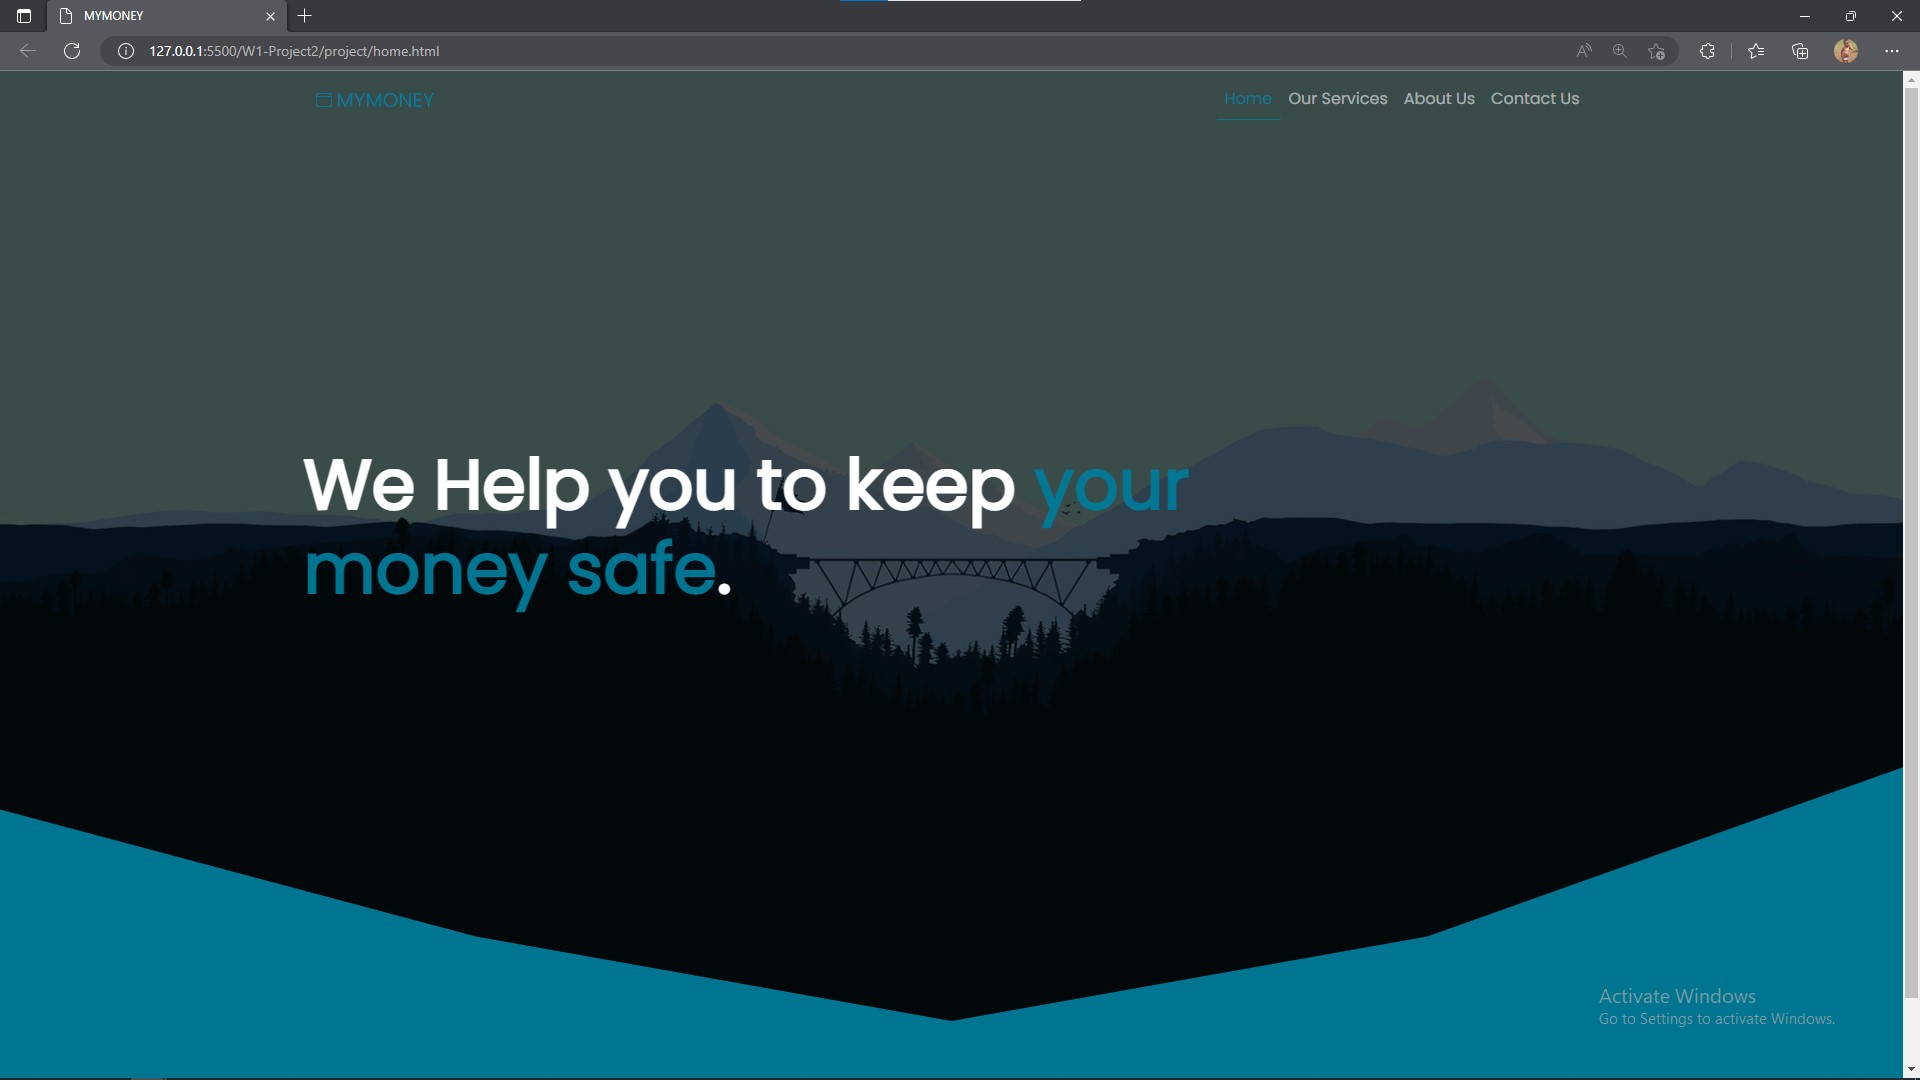 MYMONEY
127.0.0.1:5500/W1-Project2/project/home.html
MYMONEY
Home Our Services About Us Contact Us
We Help you to keep your
money safe.
Activate Windows
Go to Settings to activate Windows.